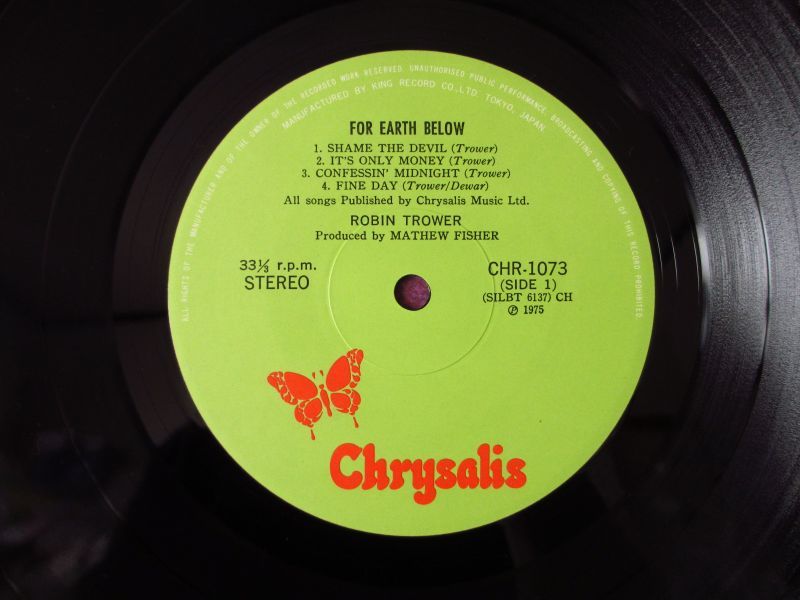 ALL RIGHTS OF THE MANUFACTURER AND OF THE OWNER OF THE RECORDED WORK RESERVED. UNAUTHORISED PUBLIC PERFORMANCE, BROADCASTING AND COPYING OF THIS RECORD PROHIBITED.
MANUFACTURED BY KING RECORD CO., LTD. TOKYO, JAPAN.
FOR EARTH BELOW
1. SHAME THE DEVIL (Trower)
2. IT'S ONLY MONEY (Trower)
3. CONFESSIN' MIDNIGHT (Trower)
4. FINE DAY (Trower/Dewar)
All songs Published by Chrysalis Music Ltd.
ROBIN TROWER
Produced by MATHEW FISHER
33⅓ r.p.m.
STEREO
CHR-1073
(SIDE 1)
(SILBT 6137) CH
℗ 1975
Chrysalis